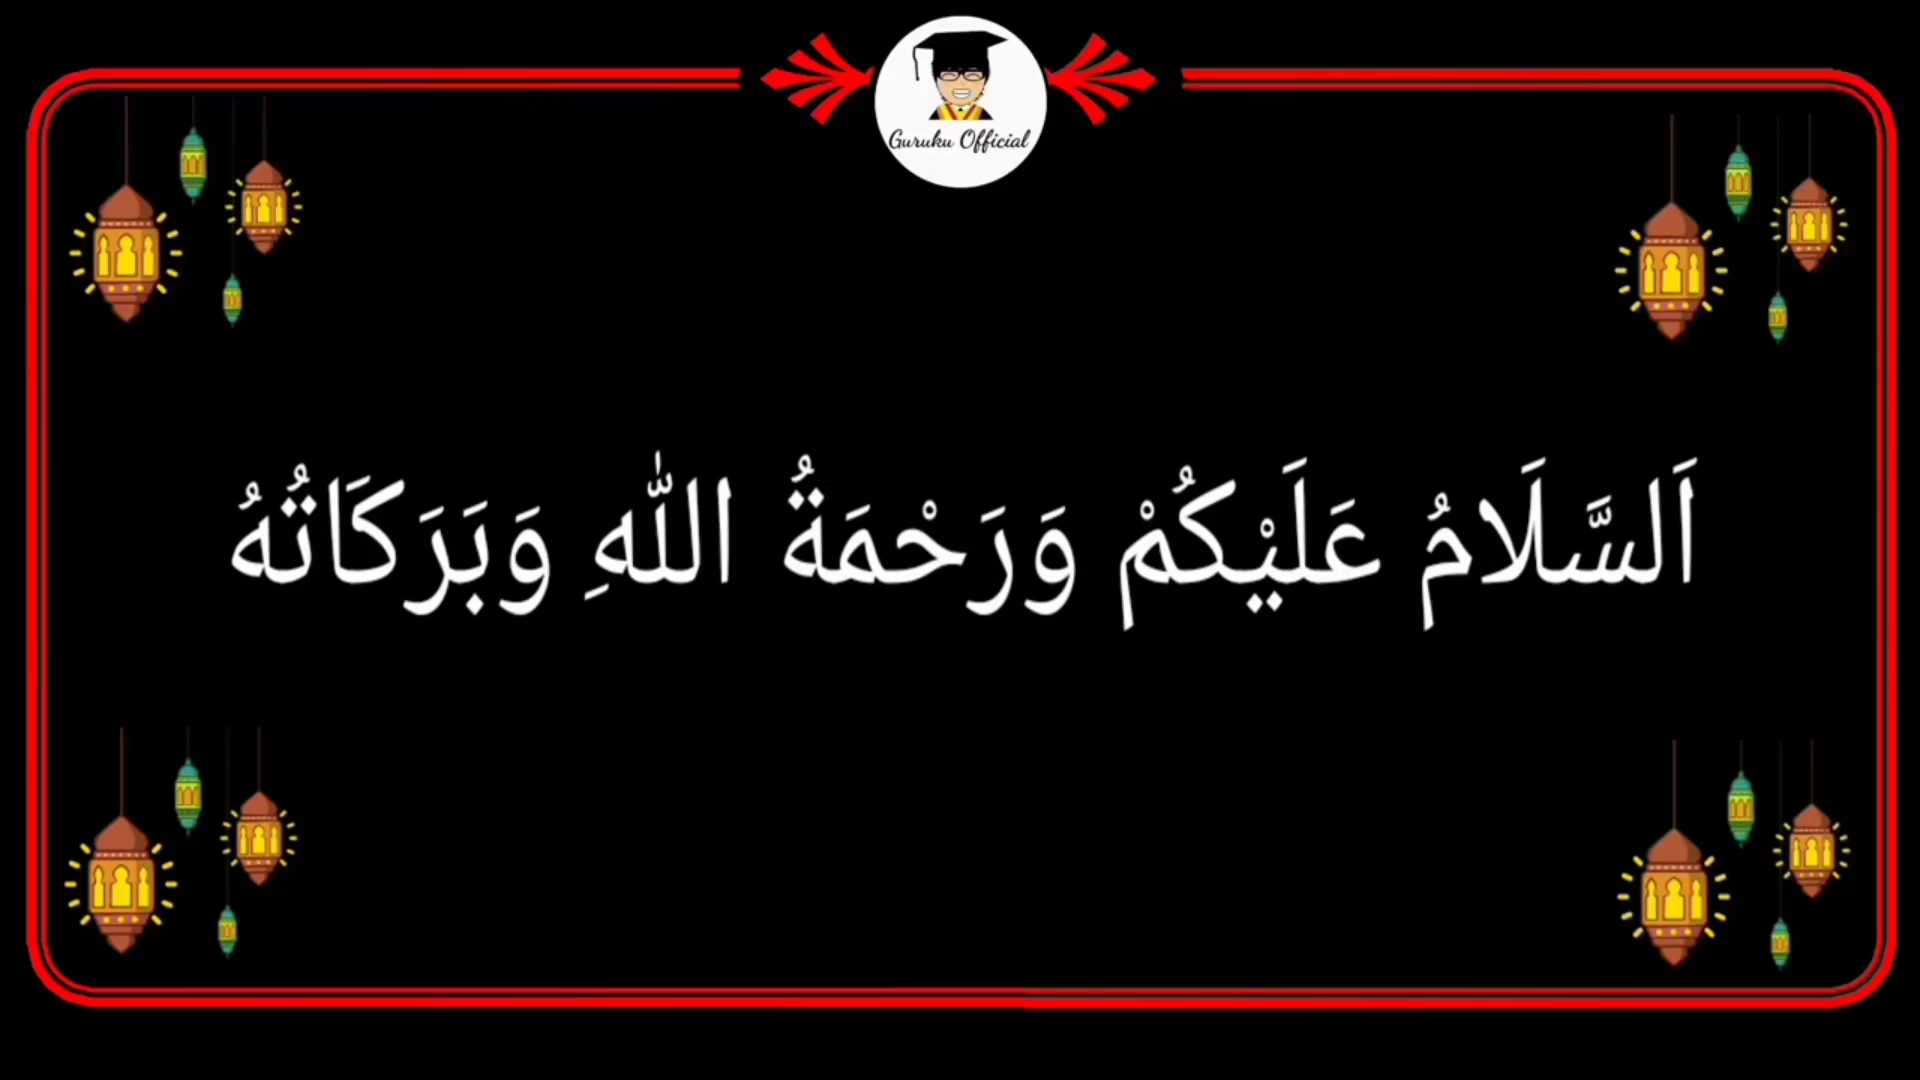 Guruku Official
اَلسَّلَامُ عَلَيْكُمْ وَرَحْمَةُ اللّٰهِ وَبَرَكَاتُهُ